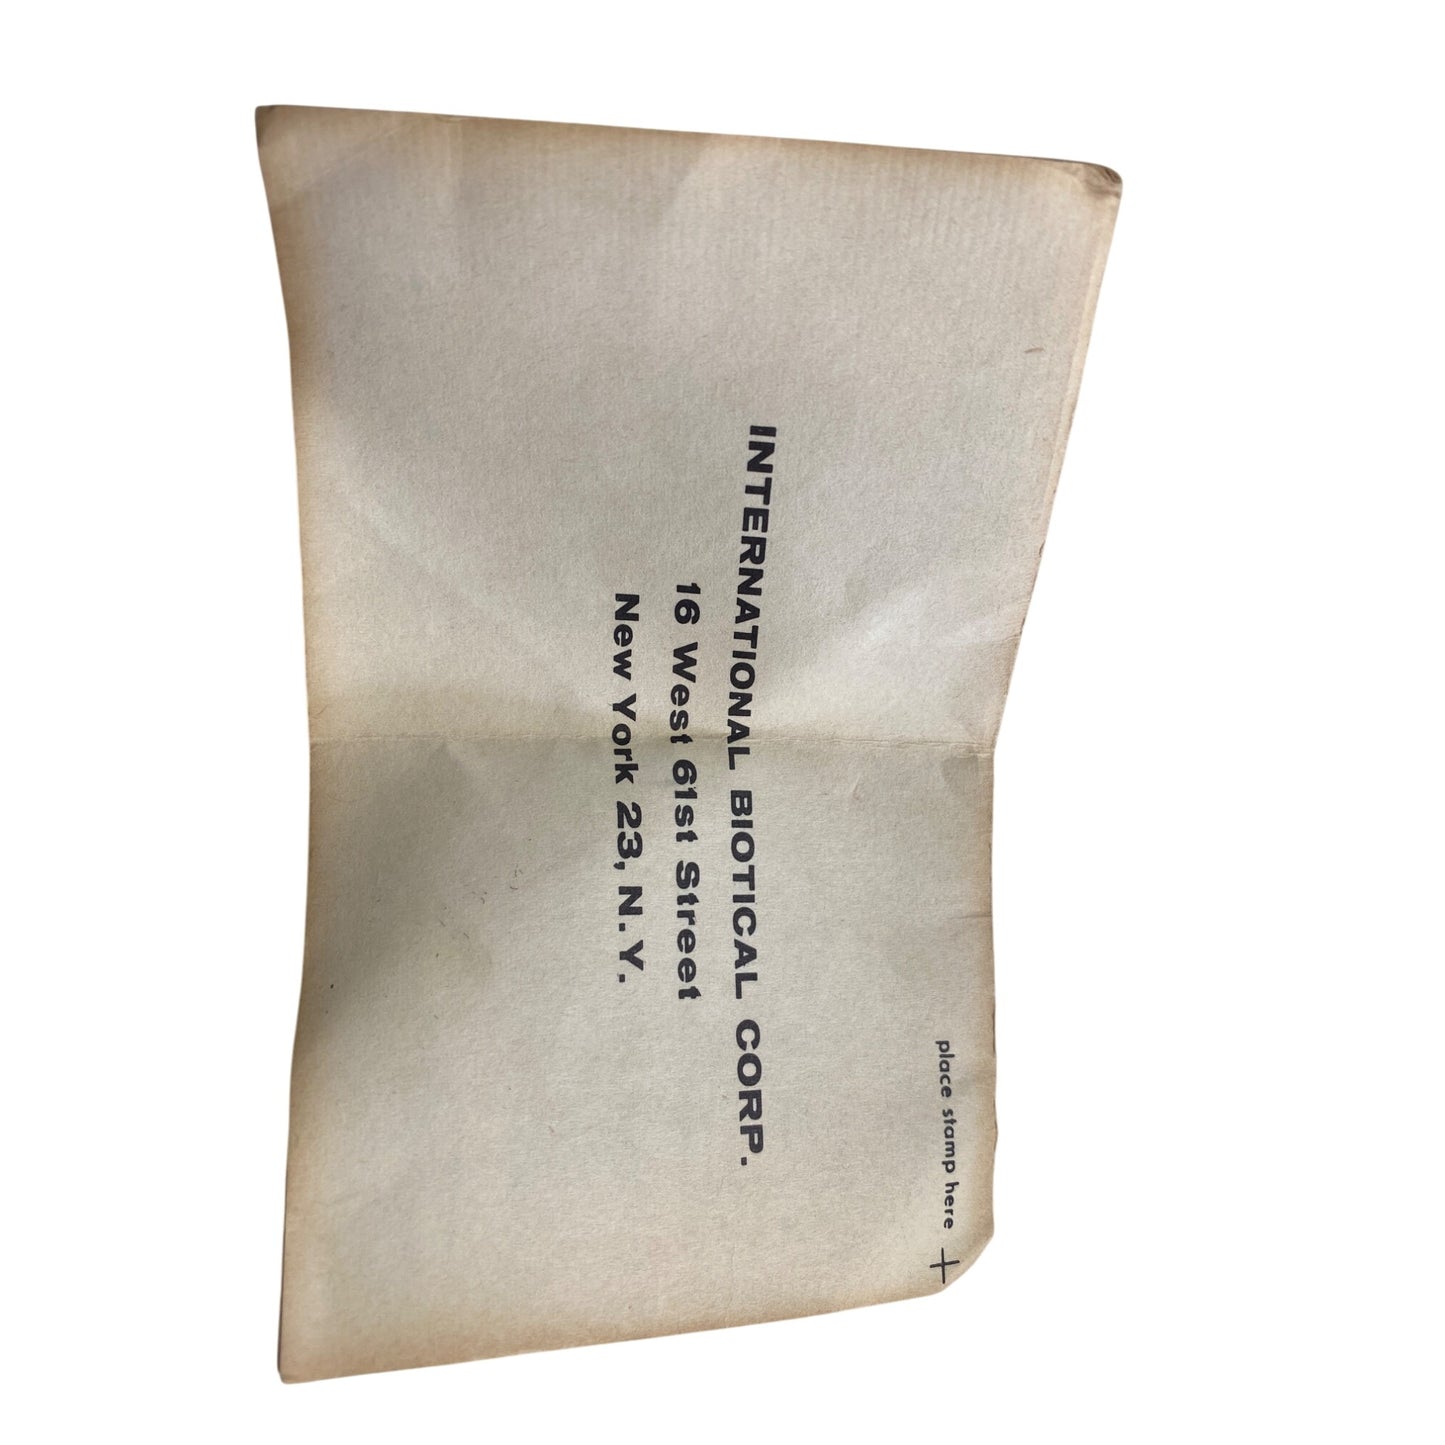 place stamp here
INTERNATIONAL BIOTICAL CORP.
16 West 61st Street
New York 23, N.Y.